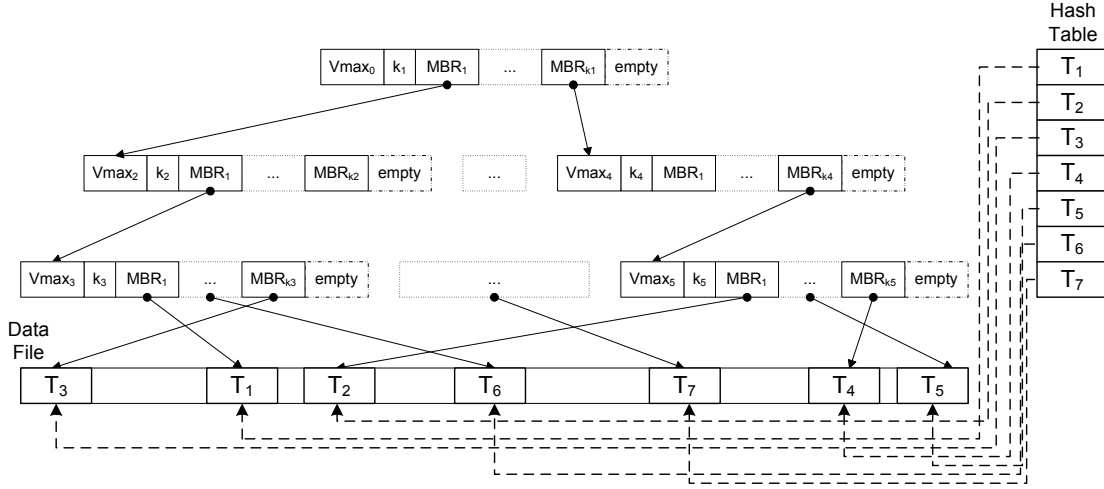 Hash
Table
Vmax₀ k₁ MBR₁ ... MBRₖ₁ empty
T₁
T₂
T₃
Vmax₂ k₂ MBR₁ ... MBRₖ₂ empty ... Vmax₄ k₄ MBR₁ ... MBRₖ₄ empty
T₄
T₅
T₆
Vmax₃ k₃ MBR₁ ... MBRₖ₃ empty ... Vmax₅ k₅ MBR₁ ... MBRₖ₅ empty
T₇
Data
File
T₃ T₁ T₂ T₆ T₇ T₄ T₅